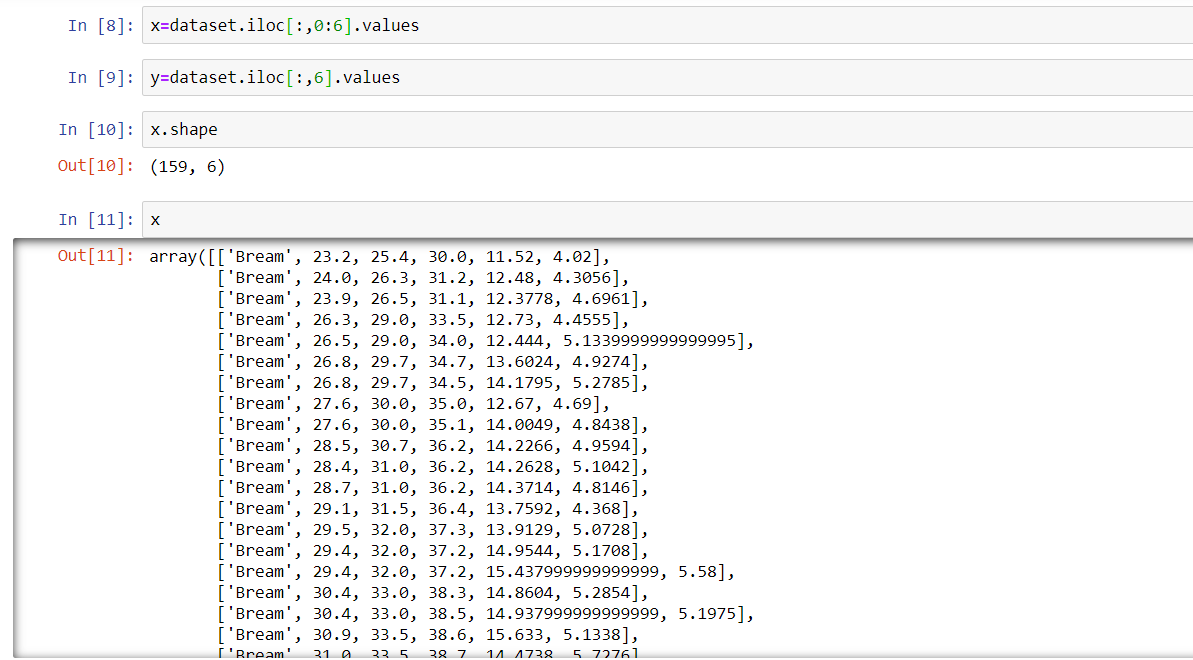 In [8]: x=dataset.iloc[:,0:6].values
In [9]: y=dataset.iloc[:,6].values
In [10]: x.shape
Out[10]: (159, 6)
In [11]: x
Out[11]: array([['Bream', 23.2, 25.4, 30.0, 11.52, 4.02],
['Bream', 24.0, 26.3, 31.2, 12.48, 4.3056],
['Bream', 23.9, 26.5, 31.1, 12.3778, 4.6961],
['Bream', 26.3, 29.0, 33.5, 12.73, 4.4555],
['Bream', 26.5, 29.0, 34.0, 12.444, 5.1339999999999995],
['Bream', 26.8, 29.7, 34.7, 13.6024, 4.9274],
['Bream', 26.8, 29.7, 34.5, 14.1795, 5.2785],
['Bream', 27.6, 30.0, 35.0, 12.67, 4.69],
['Bream', 27.6, 30.0, 35.1, 14.0049, 4.8438],
['Bream', 28.5, 30.7, 36.2, 14.2266, 4.9594],
['Bream', 28.4, 31.0, 36.2, 14.2628, 5.1042],
['Bream', 28.7, 31.0, 36.2, 14.3714, 4.8146],
['Bream', 29.1, 31.5, 36.4, 13.7592, 4.368],
['Bream', 29.5, 32.0, 37.3, 13.9129, 5.0728],
['Bream', 29.4, 32.0, 37.2, 14.9544, 5.1708],
['Bream', 29.4, 32.0, 37.2, 15.437999999999999, 5.58],
['Bream', 30.4, 33.0, 38.3, 14.8604, 5.2854],
['Bream', 30.4, 33.0, 38.5, 14.937999999999999, 5.1975],
['Bream', 30.9, 33.5, 38.6, 15.633, 5.1338],
['Bream', 31.0, 33.5, 38.7, 14.4738, 5.7276]